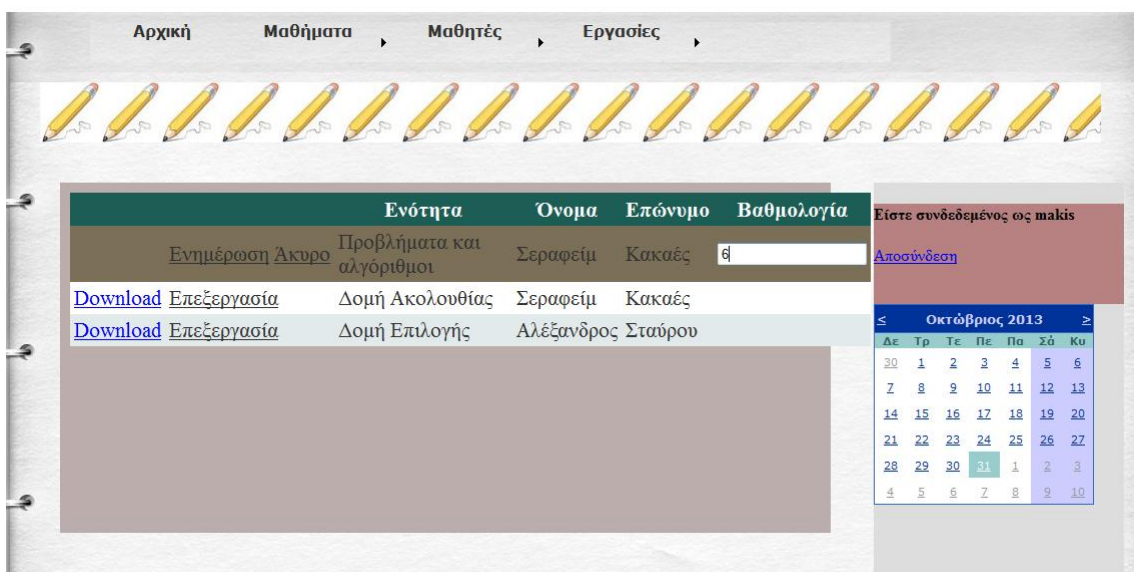 Αρχική Μαθήματα Μαθητές Εργασίες
Ενότητα Όνομα Επώνυμο Βαθμολογία
Ενημέρωση Άκυρο Προβλήματα και αλγόριθμοι Σεραφείμ Κακαές 6
Download Επεξεργασία Δομή Ακολουθίας Σεραφείμ Κακαές
Download Επεξεργασία Δομή Επιλογής Αλέξανδρος Σταύρου
Είστε συνδεδεμένος ως makis
Αποσύνδεση
< Οκτώβριος 2013 >
Δε Τρ Τε Πε Πα Σά Κυ
30 1 2 3 4 5 6
7 8 9 10 11 12 13
14 15 16 17 18 19 20
21 22 23 24 25 26 27
28 29 30 31 1 2 3
4 5 6 7 8 9 10